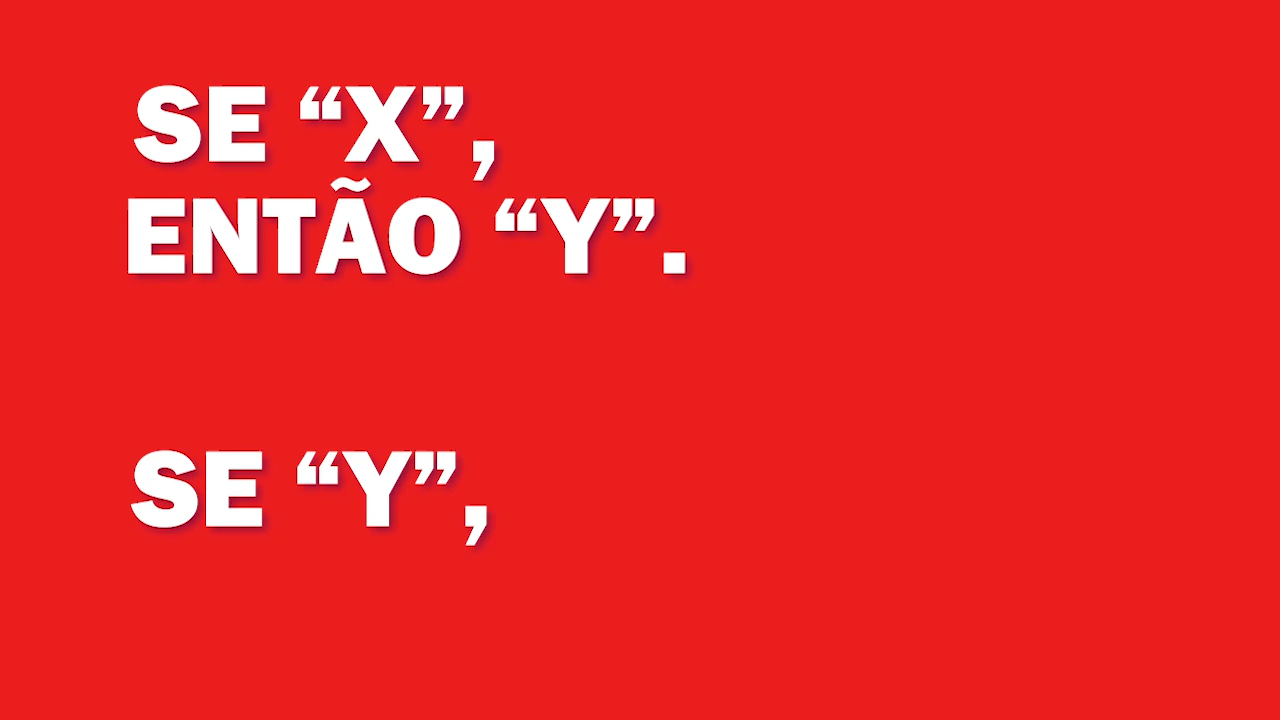 SE “X”,
ENTÃO “Y”.
SE “Y”,